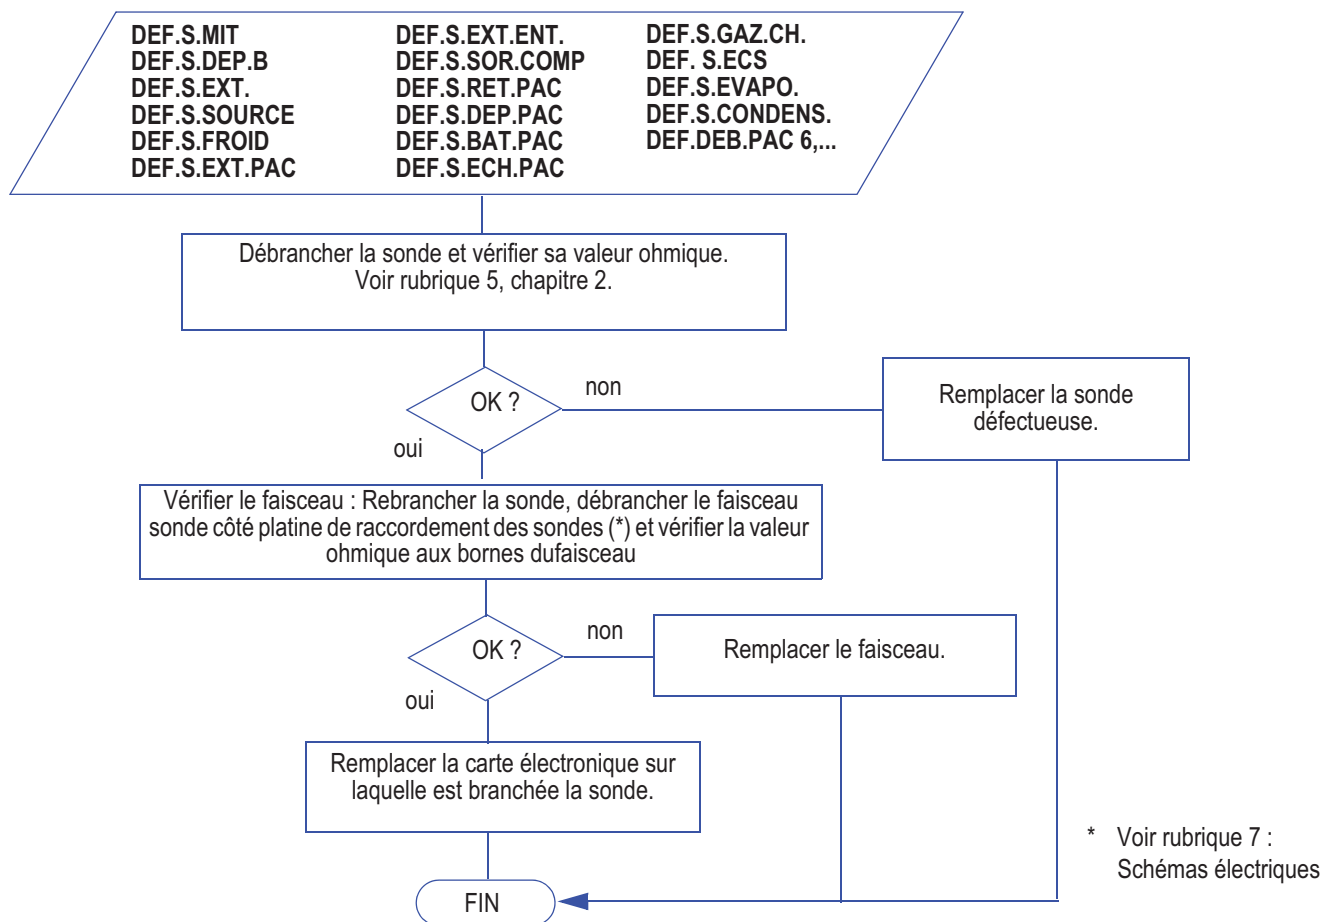 DEF.S.MIT
DEF.S.DEP.B
DEF.S.EXT.
DEF.S.SOURCE
DEF.S.FROID
DEF.S.EXT.PAC
DEF.S.EXT.ENT.
DEF.S.SOR.COMP
DEF.S.RET.PAC
DEF.S.DEP.PAC
DEF.S.BAT.PAC
DEF.S.ECH.PAC
DEF.S.GAZ.CH.
DEF. S.ECS
DEF.S.EVAPO.
DEF.S.CONDENS.
DEF.DEB.PAC 6,...
Débrancher la sonde et vérifier sa valeur ohmique.
Voir rubrique 5, chapitre 2.
OK ?
non
Remplacer la sonde
défectueuse.
oui
Vérifier le faisceau : Rebrancher la sonde, débrancher le faisceau
sonde côté platine de raccordement des sondes (*) et vérifier la valeur
ohmique aux bornes dufaisceau
OK ?
non
Remplacer le faisceau.
oui
Remplacer la carte électronique sur
laquelle est branchée la sonde.
FIN
* Voir rubrique 7 :
Schémas électriques